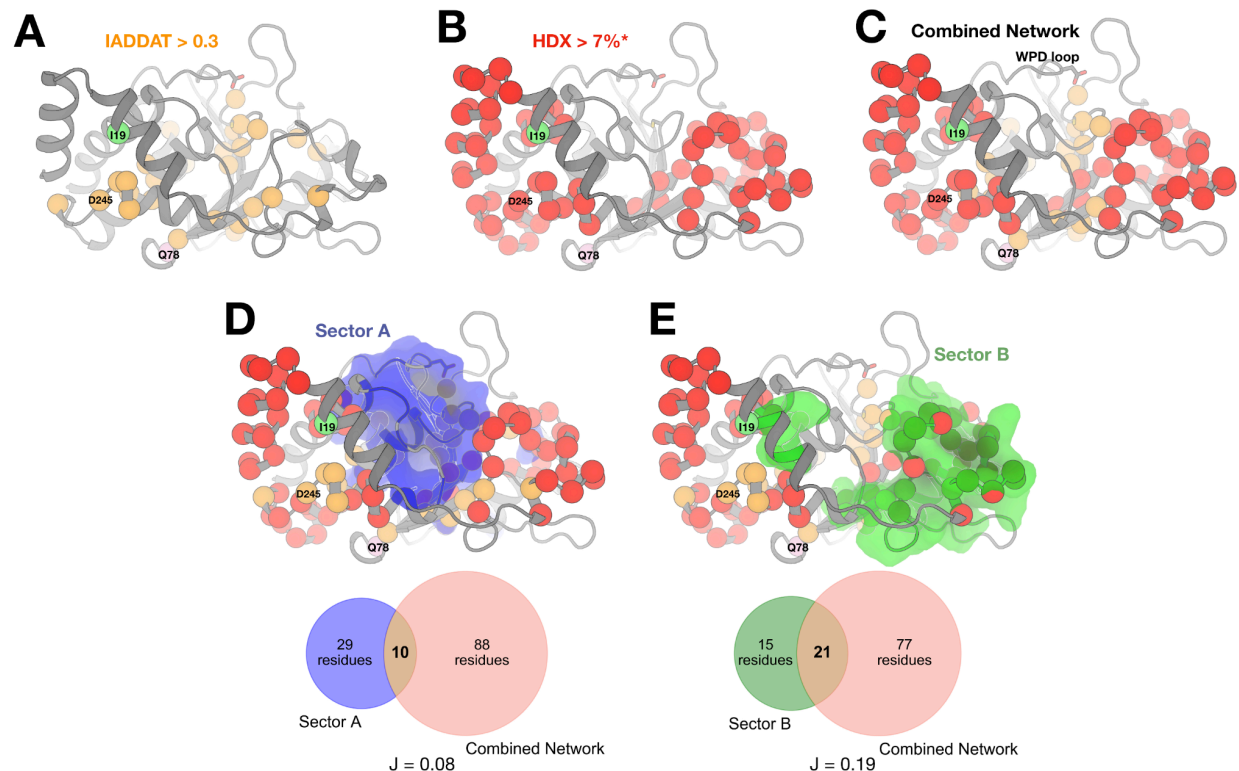 A
IADDAT > 0.3
I19
D245
Q78
B
HDX > 7%*
I19
D245
Q78
C
Combined Network
WPD loop
I19
D245
Q78
D
Sector A
I19
D245
Q78
E
Sector B
I19
D245
Q78
29
residues
10
88
residues
Sector A
Combined Network
J = 0.08
15
residues
21
77
residues
Sector B
Combined Network
J = 0.19